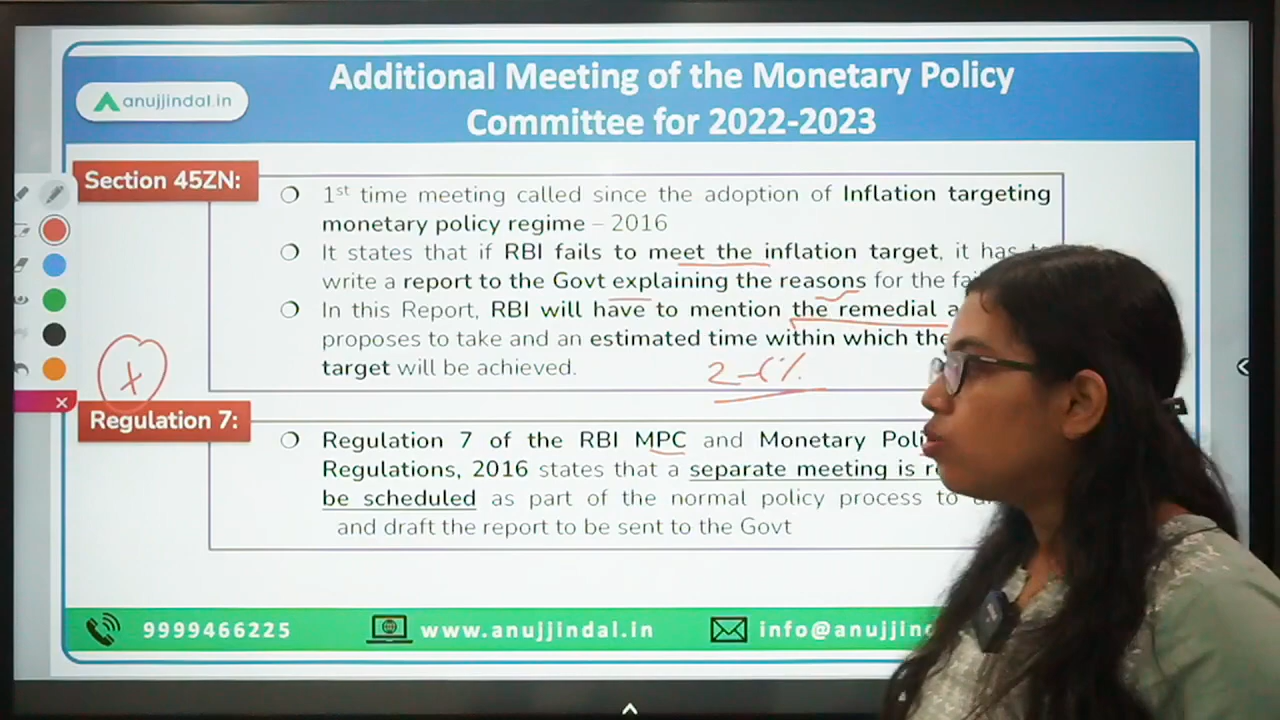 Additional Meeting of the Monetary Policy
Committee for 2022-2023
anujjindal.in
Section 45ZN:
❍ 1st time meeting called since the adoption of Inflation targeting
monetary policy regime – 2016
❍ It states that if RBI fails to meet the inflation target, it has
write a report to the Govt explaining the reasons for the
❍ In this Report, RBI will have to mention the remedial
proposes to take and an estimated time within which
target will be achieved.
Regulation 7:
❍ Regulation 7 of the RBI MPC and Monetary
Regulations, 2016 states that a separate meeting is
be scheduled as part of the normal policy process to
and draft the report to be sent to the Govt
9999466225
www.anujjindal.in